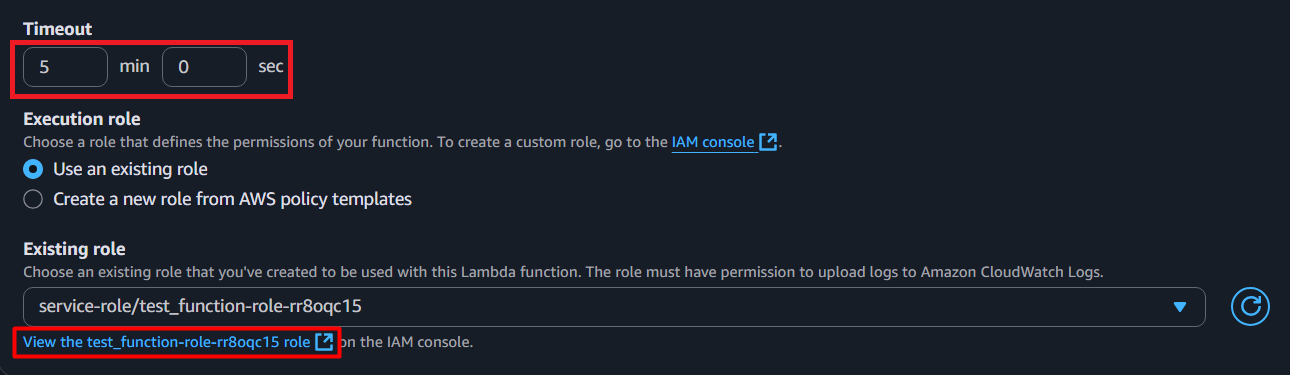 Timeout
5 min 0 sec
Execution role
Choose a role that defines the permissions of your function. To create a custom role, go to the IAM console.
Use an existing role
Create a new role from AWS policy templates
Existing role
Choose an existing role that you've created to be used with this Lambda function. The role must have permission to upload logs to Amazon CloudWatch Logs.
service-role/test_function-role-rr8oqc15
View the test_function-role-rr8oqc15 role on the IAM console.